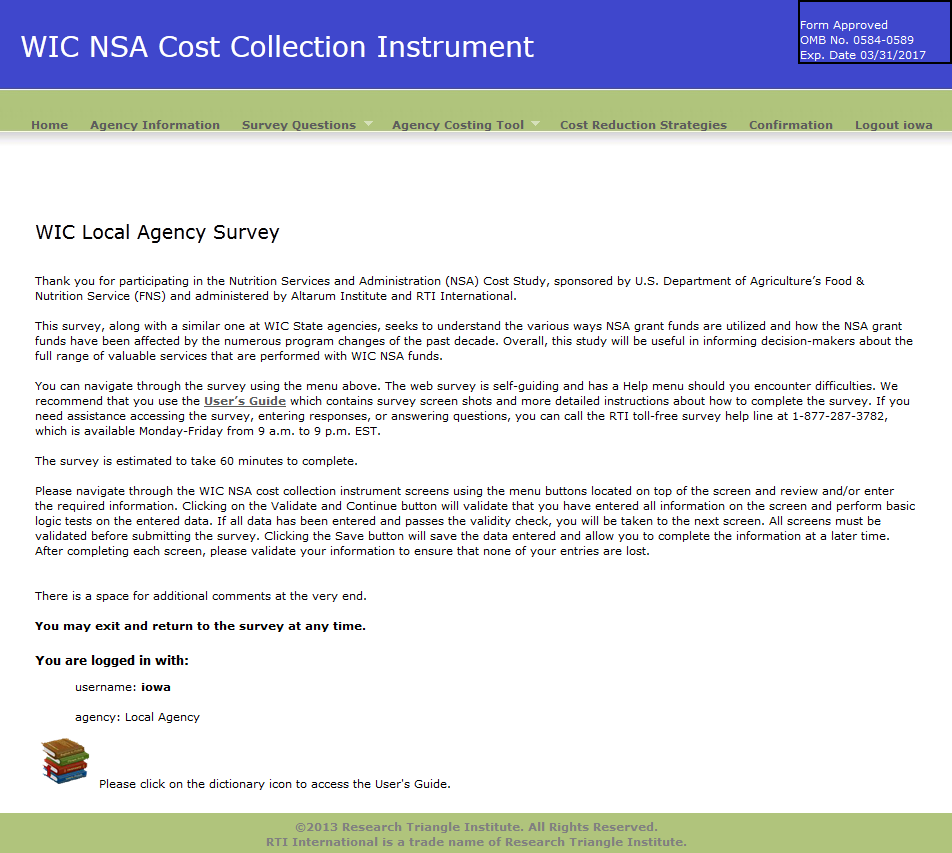 WIC NSA Cost Collection Instrument
Form Approved
OMB No. 0584-0589
Exp. Date 03/31/2017
Home Agency Information Survey Questions Agency Costing Tool Cost Reduction Strategies Confirmation Logout iowa
WIC Local Agency Survey
Thank you for participating in the Nutrition Services and Administration (NSA) Cost Study, sponsored by U.S. Department of Agriculture’s Food &
Nutrition Service (FNS) and administered by Altarum Institute and RTI International.
This survey, along with a similar one at WIC State agencies, seeks to understand the various ways NSA grant funds are utilized and how the NSA grant
funds have been affected by the numerous program changes of the past decade. Overall, this study will be useful in informing decision-makers about the
full range of valuable services that are performed with WIC NSA funds.
You can navigate through the survey using the menu above. The web survey is self-guiding and has a Help menu should you encounter difficulties. We
recommend that you use the User’s Guide which contains survey screen shots and more detailed instructions about how to complete the survey. If you
need assistance accessing the survey, entering responses, or answering questions, you can call the RTI toll-free survey help line at 1-877-287-3782,
which is available Monday-Friday from 9 a.m. to 9 p.m. EST.
The survey is estimated to take 60 minutes to complete.
Please navigate through the WIC NSA cost collection instrument screens using the menu buttons located on top of the screen and review and/or enter
the required information. Clicking on the Validate and Continue button will validate that you have entered all information on the screen and perform basic
logic tests on the entered data. If all data has been entered and passes the validity check, you will be taken to the next screen. All screens must be
validated before submitting the survey. Clicking the Save button will save the data entered and allow you to complete the information at a later time.
After completing each screen, please validate your information to ensure that none of your entries are lost.
There is a space for additional comments at the very end.
You may exit and return to the survey at any time.
You are logged in with:
username: iowa
agency: Local Agency
Please click on the dictionary icon to access the User's Guide.
©2013 Research Triangle Institute. All Rights Reserved.
RTI International is a trade name of Research Triangle Institute.